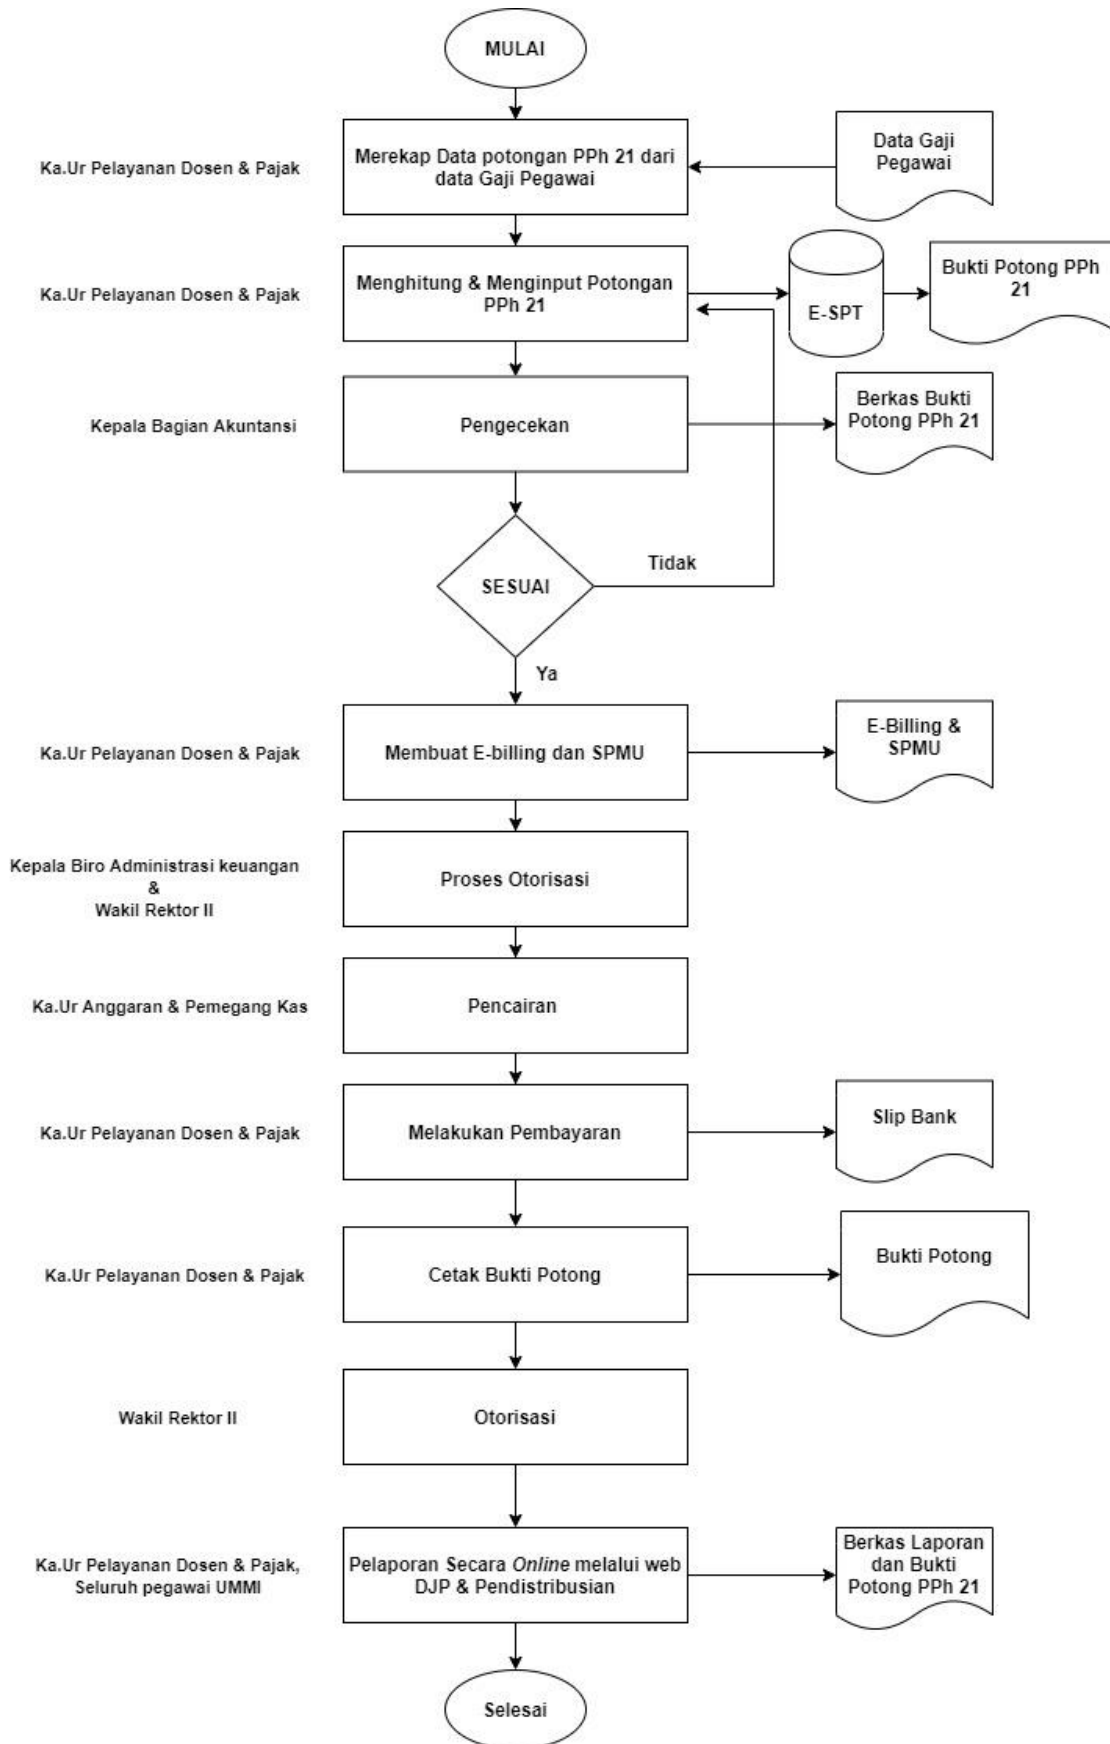 MULAI
Ka.Ur Pelayanan Dosen & Pajak
Merekap Data potongan PPh 21 dari
data Gaji Pegawai
Data Gaji
Pegawai
Ka.Ur Pelayanan Dosen & Pajak
Menghitung & Menginput Potongan
PPh 21
E-SPT
Bukti Potong PPh
21
Kepala Bagian Akuntansi
Pengecekan
Berkas Bukti
Potong PPh 21
SESUAI
Tidak
Ya
Ka.Ur Pelayanan Dosen & Pajak
Membuat E-billing dan SPMU
E-Billing &
SPMU
Kepala Biro Administrasi keuangan
&
Wakil Rektor II
Proses Otorisasi
Ka.Ur Anggaran & Pemegang Kas
Pencairan
Ka.Ur Pelayanan Dosen & Pajak
Melakukan Pembayaran
Slip Bank
Ka.Ur Pelayanan Dosen & Pajak
Cetak Bukti Potong
Bukti Potong
Wakil Rektor II
Otorisasi
Ka.Ur Pelayanan Dosen & Pajak,
Seluruh pegawai UMMI
Pelaporan Secara Online melalui web
DJP & Pendistribusian
Berkas Laporan
dan Bukti
Potong PPh 21
Selesai